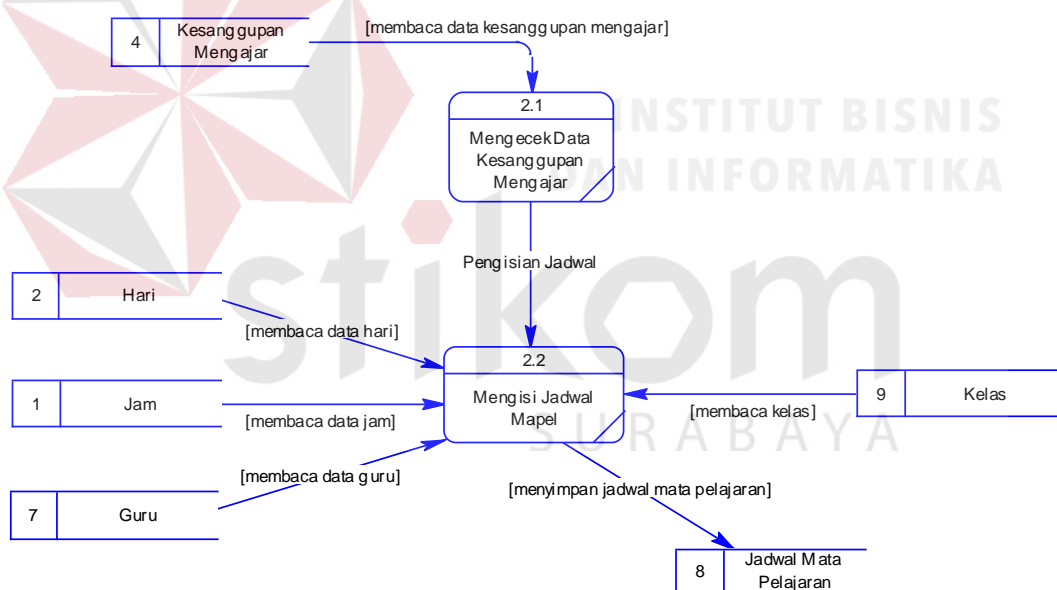 4
Kesanggupan
Mengajar
[membaca data kesanggupan mengajar]
2.1
Mengecek Data
Kesanggupan
Mengajar
INSTITUT BISNIS
DAN INFORMATIKA
stikom
SURABAYA
Pengisian Jadwal
2
Hari
[membaca data hari]
1
Jam
[membaca data jam]
7
Guru
[membaca data guru]
2.2
Mengisi Jadwal
Mapel
9
Kelas
[membaca kelas]
[menyimpan jadwal mata pelajaran]
8
Jadwal Mata
Pelajaran